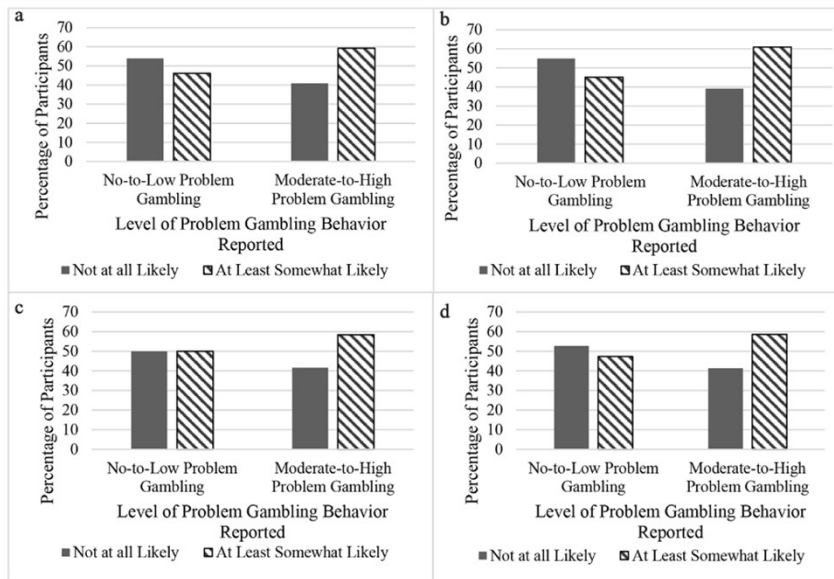 a
Percentage of Participants
70
60
50
40
30
20
10
0
No-to-Low Problem
Gambling
Moderate-to-High
Problem Gambling
Level of Problem Gambling Behavior
Reported
Not at all Likely
At Least Somewhat Likely
b
Percentage of Participants
70
60
50
40
30
20
10
0
No-to-Low Problem
Gambling
Moderate-to-High
Problem Gambling
Level of Problem Gambling Behavior
Reported
Not at all Likely
At Least Somewhat Likely
c
Percentage of Participants
70
60
50
40
30
20
10
0
No-to-Low Problem
Gambling
Moderate-to-High
Problem Gambling
Level of Problem Gambling Behavior
Reported
Not at all Likely
At Least Somewhat Likely
d
Percentage of Participants
70
60
50
40
30
20
10
0
No-to-Low Problem
Gambling
Moderate-to-High
Problem Gambling
Level of Problem Gambling Behavior
Reported
Not at all Likely
At Least Somewhat Likely